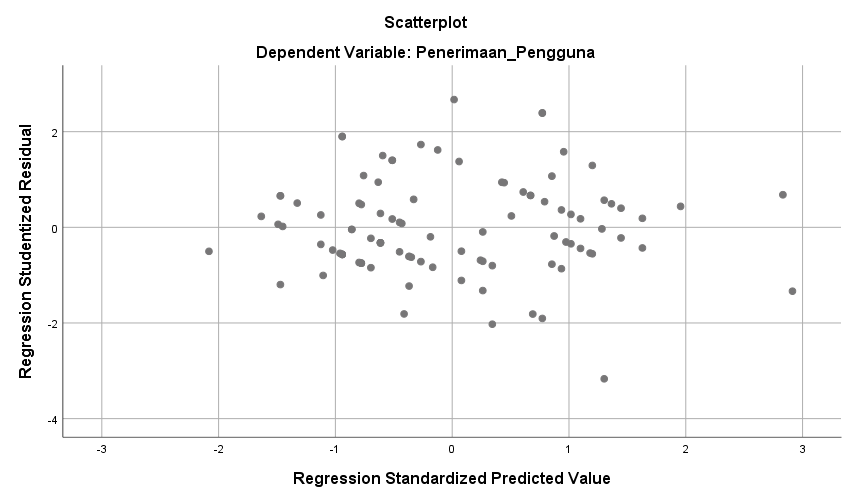 Scatterplot
Dependent Variable: Penerimaan_Pengguna
Regression Studentized Residual
2
0
-2
-4
-3 -2 -1 0 1 2 3
Regression Standardized Predicted Value